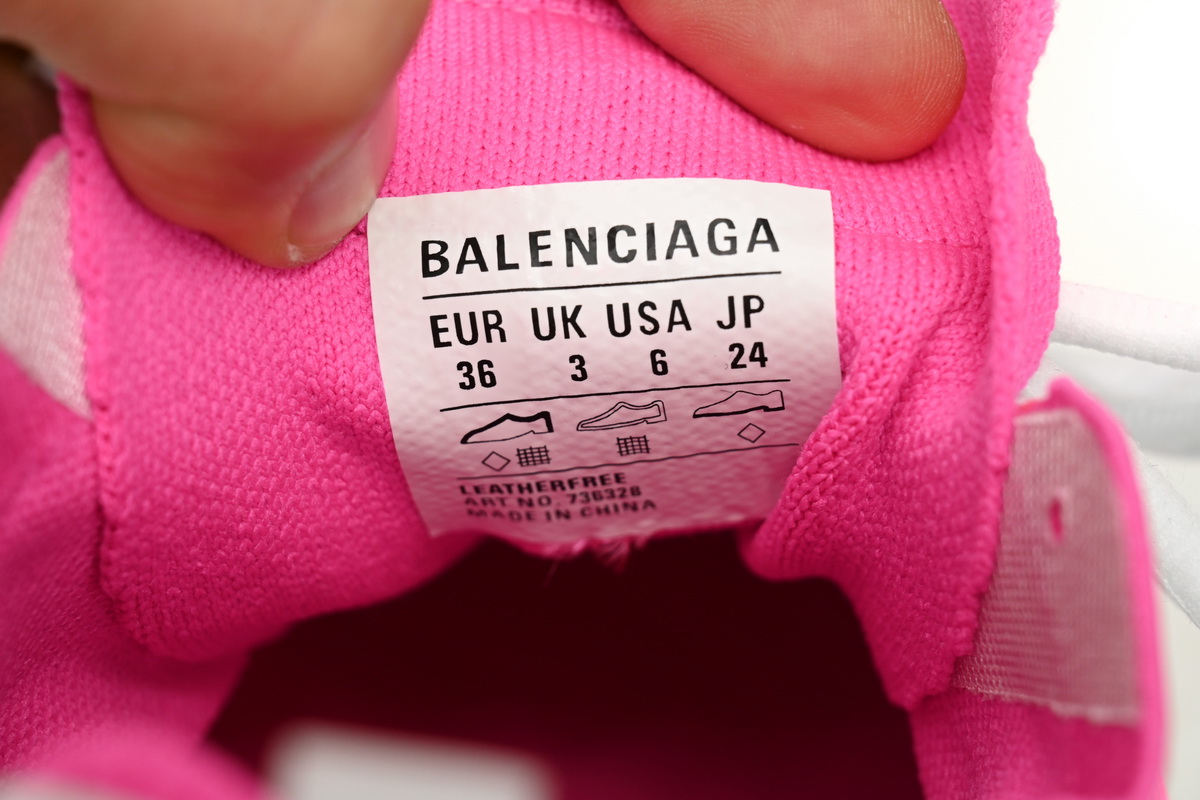 BALENCIAGA
EUR UK USA JP
36 3 6 24
LEATHERFREE
ART NO. 736328
MADE IN CHINA